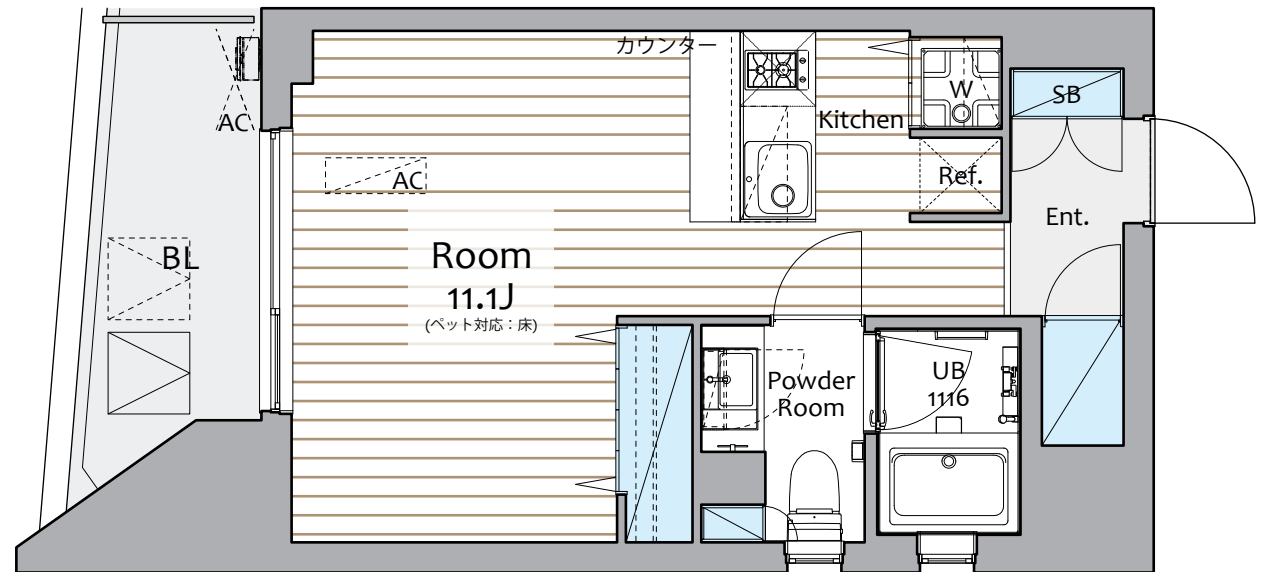 カウンター
AC
W
SB
Kitchen
AC
Ref.
Ent.
BL
Room
11.1J
(ペット対応：床)
Powder
Room
UB
1116